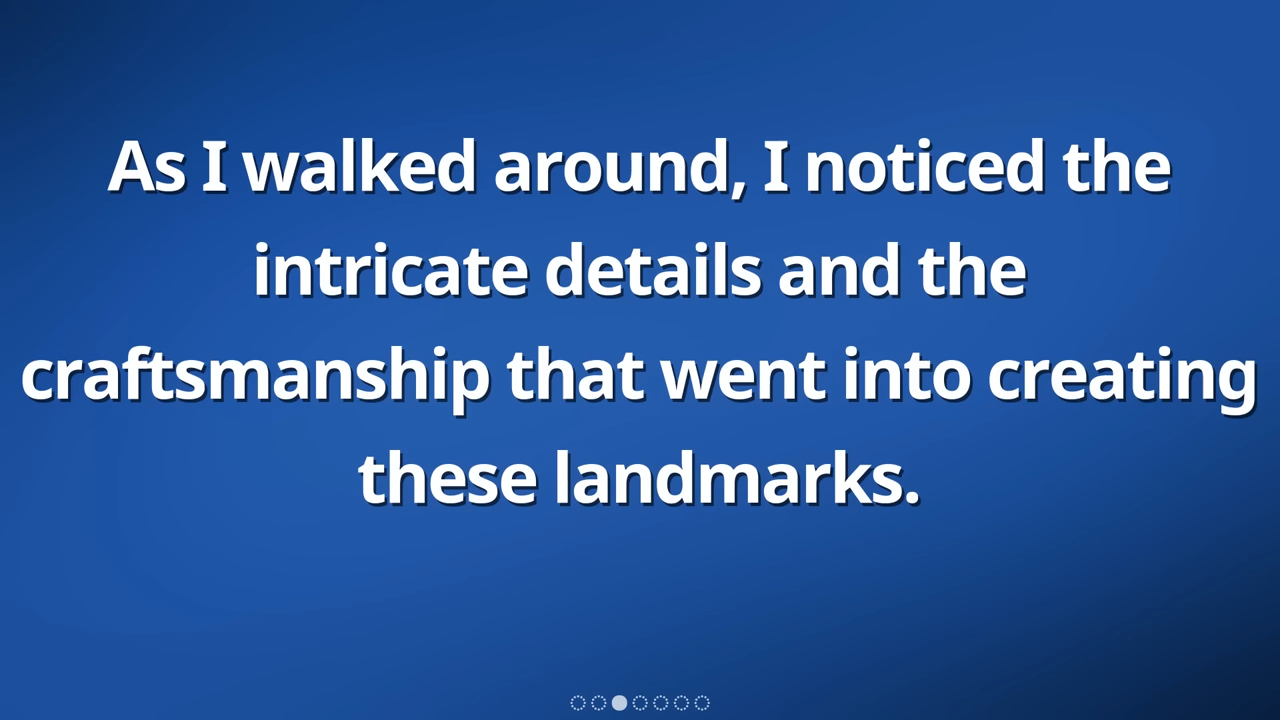 As I walked around, I noticed the
intricate details and the
craftsmanship that went into creating
these landmarks.